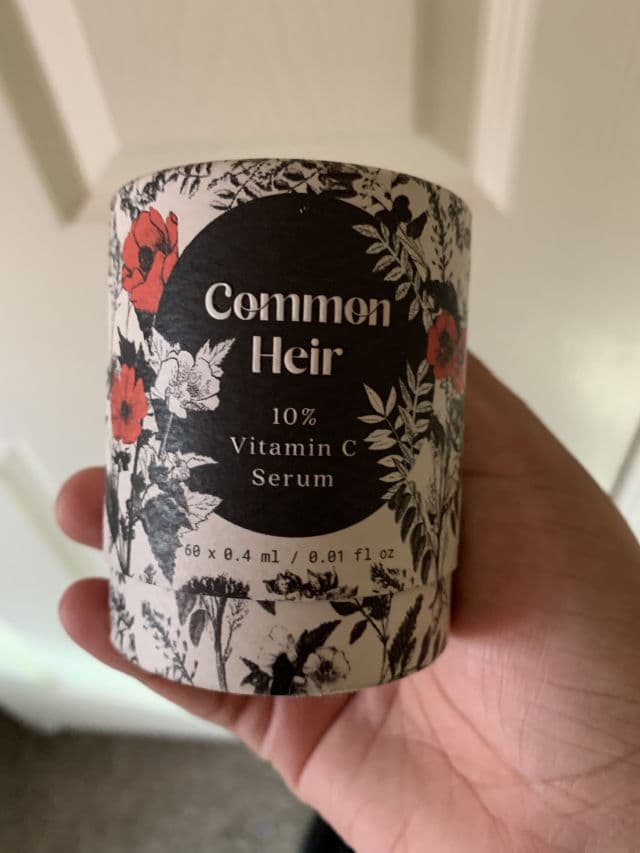 Common
Heir
10%
Vitamin C
Serum
60 x 0.4 ml / 0.01 fl oz